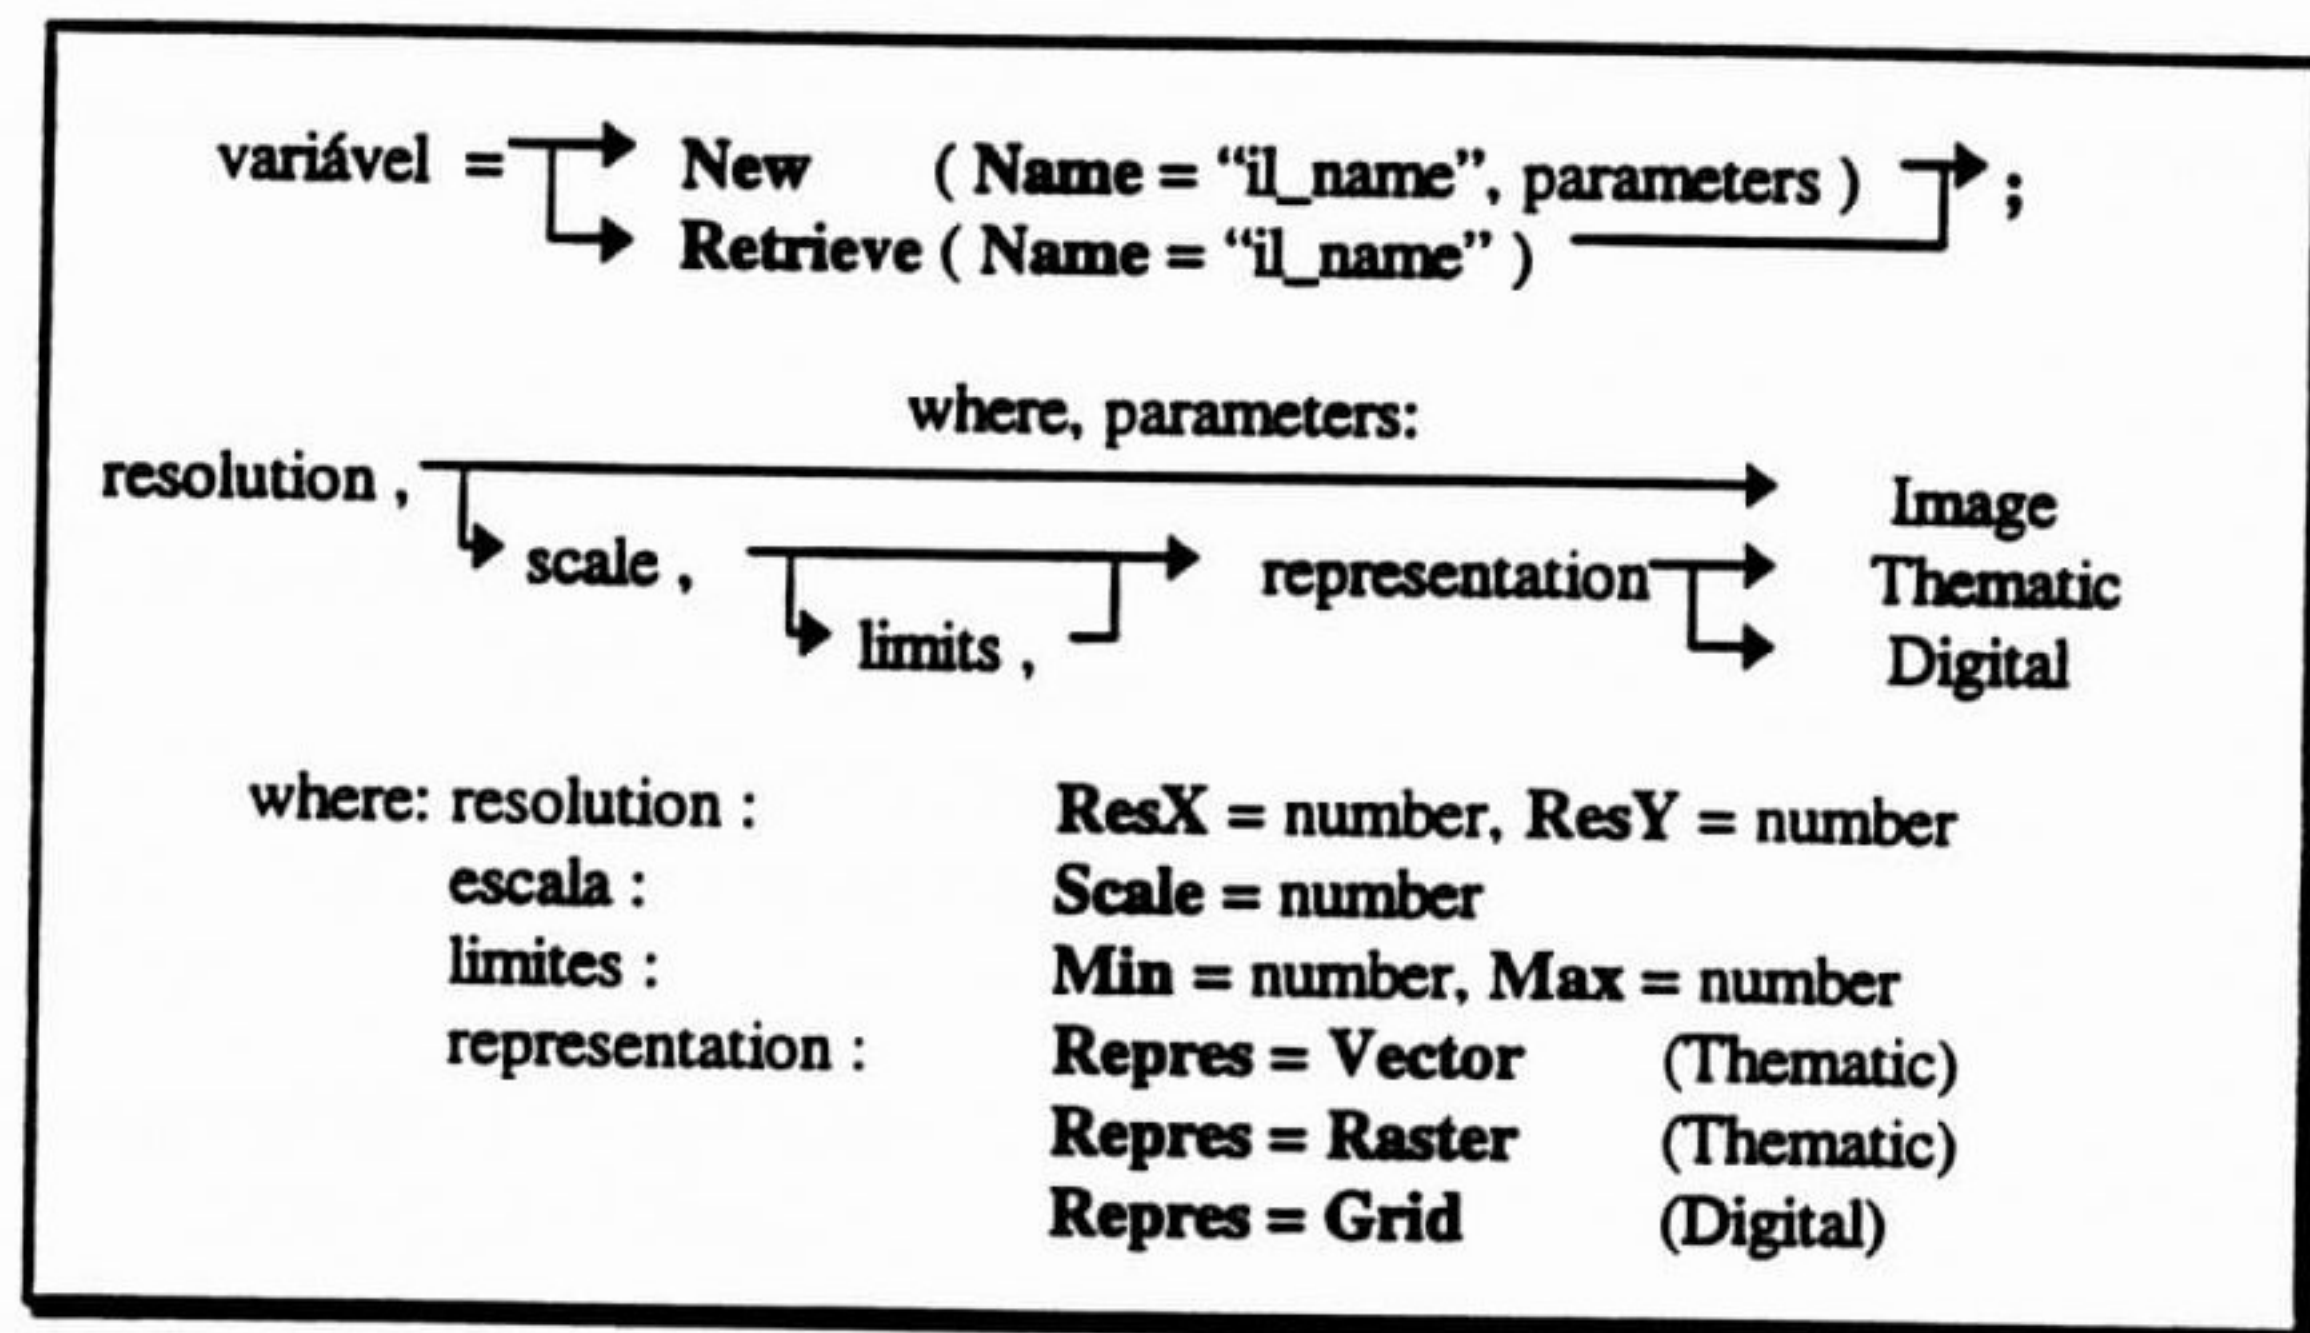 variável = New ( Name = “il_name”, parameters ) ;
Retrieve ( Name = “il_name” )
where, parameters:
resolution , Image
scale , representation Thematic
limits , Digital
where: resolution : ResX = number, ResY = number
escala : Scale = number
limites : Min = number, Max = number
representation : Repres = Vector (Thematic)
Repres = Raster (Thematic)
Repres = Grid (Digital)